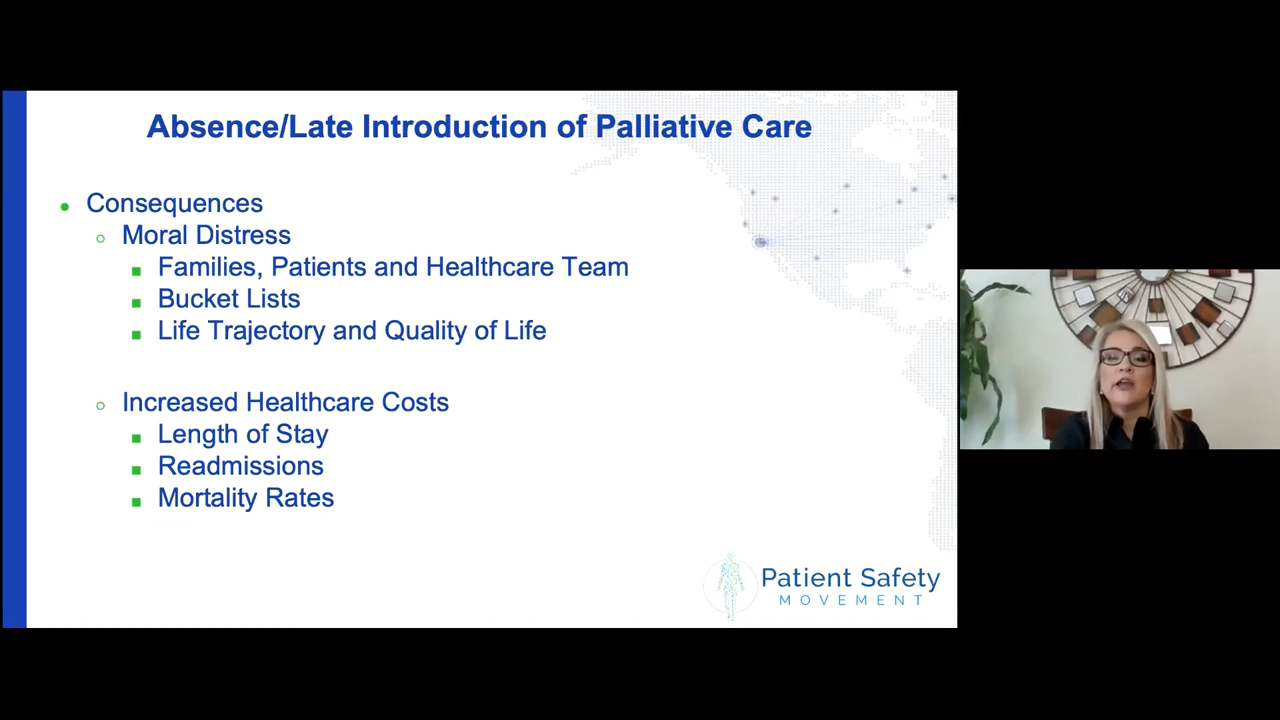 Absence/Late Introduction of Palliative Care
Consequences
Moral Distress
Families, Patients and Healthcare Team
Bucket Lists
Life Trajectory and Quality of Life
Increased Healthcare Costs
Length of Stay
Readmissions
Mortality Rates
Patient Safety
MOVEMENT